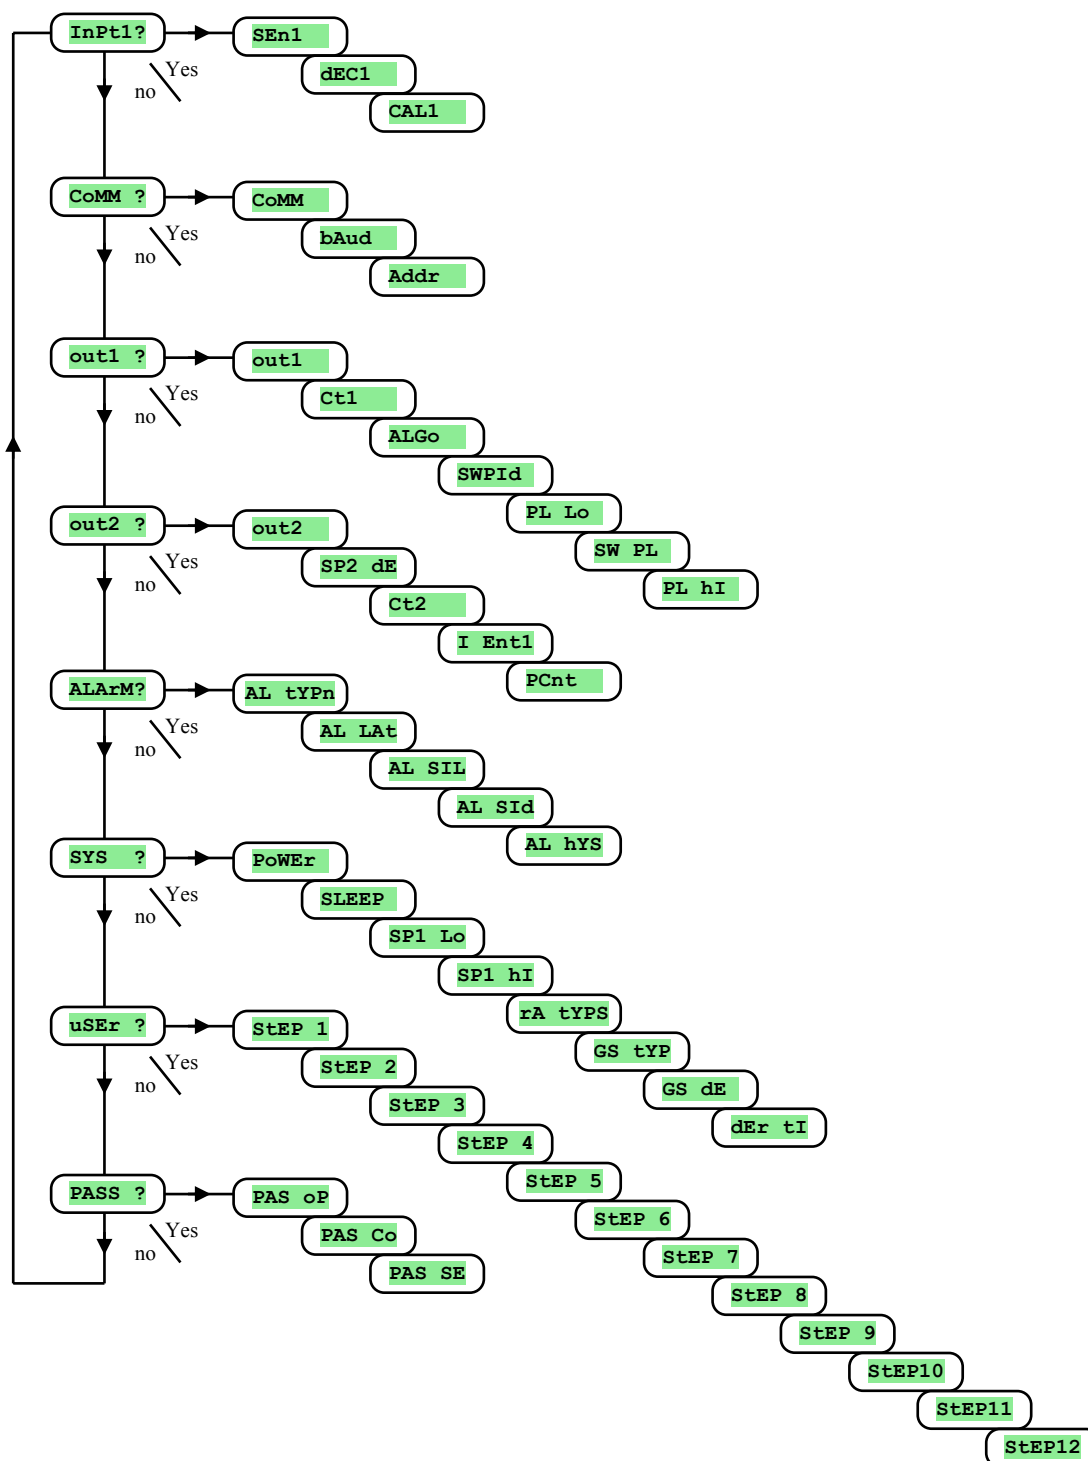 InPt1?
SEn1
dEC1
CAL1
Yes
no
CoMM ?
CoMM
bAud
Addr
Yes
no
out1 ?
out1
Ct1
ALGo
SWPId
PL Lo
SW PL
PL hI
Yes
no
out2 ?
out2
SP2 dE
Ct2
I Ent1
PCnt
Yes
no
ALArM?
AL tYPn
AL LAt
AL SIL
AL SId
AL hYS
Yes
no
SYS ?
PoWEr
SLEEP
SP1 Lo
SP1 hI
rA tYPS
GS tYP
GS dE
dEr tI
Yes
no
uSEr ?
StEP 1
StEP 2
StEP 3
StEP 4
StEP 5
StEP 6
StEP 7
StEP 8
StEP 9
StEP10
StEP11
StEP12
Yes
no
PASS ?
PAS oP
PAS Co
PAS SE
Yes
no